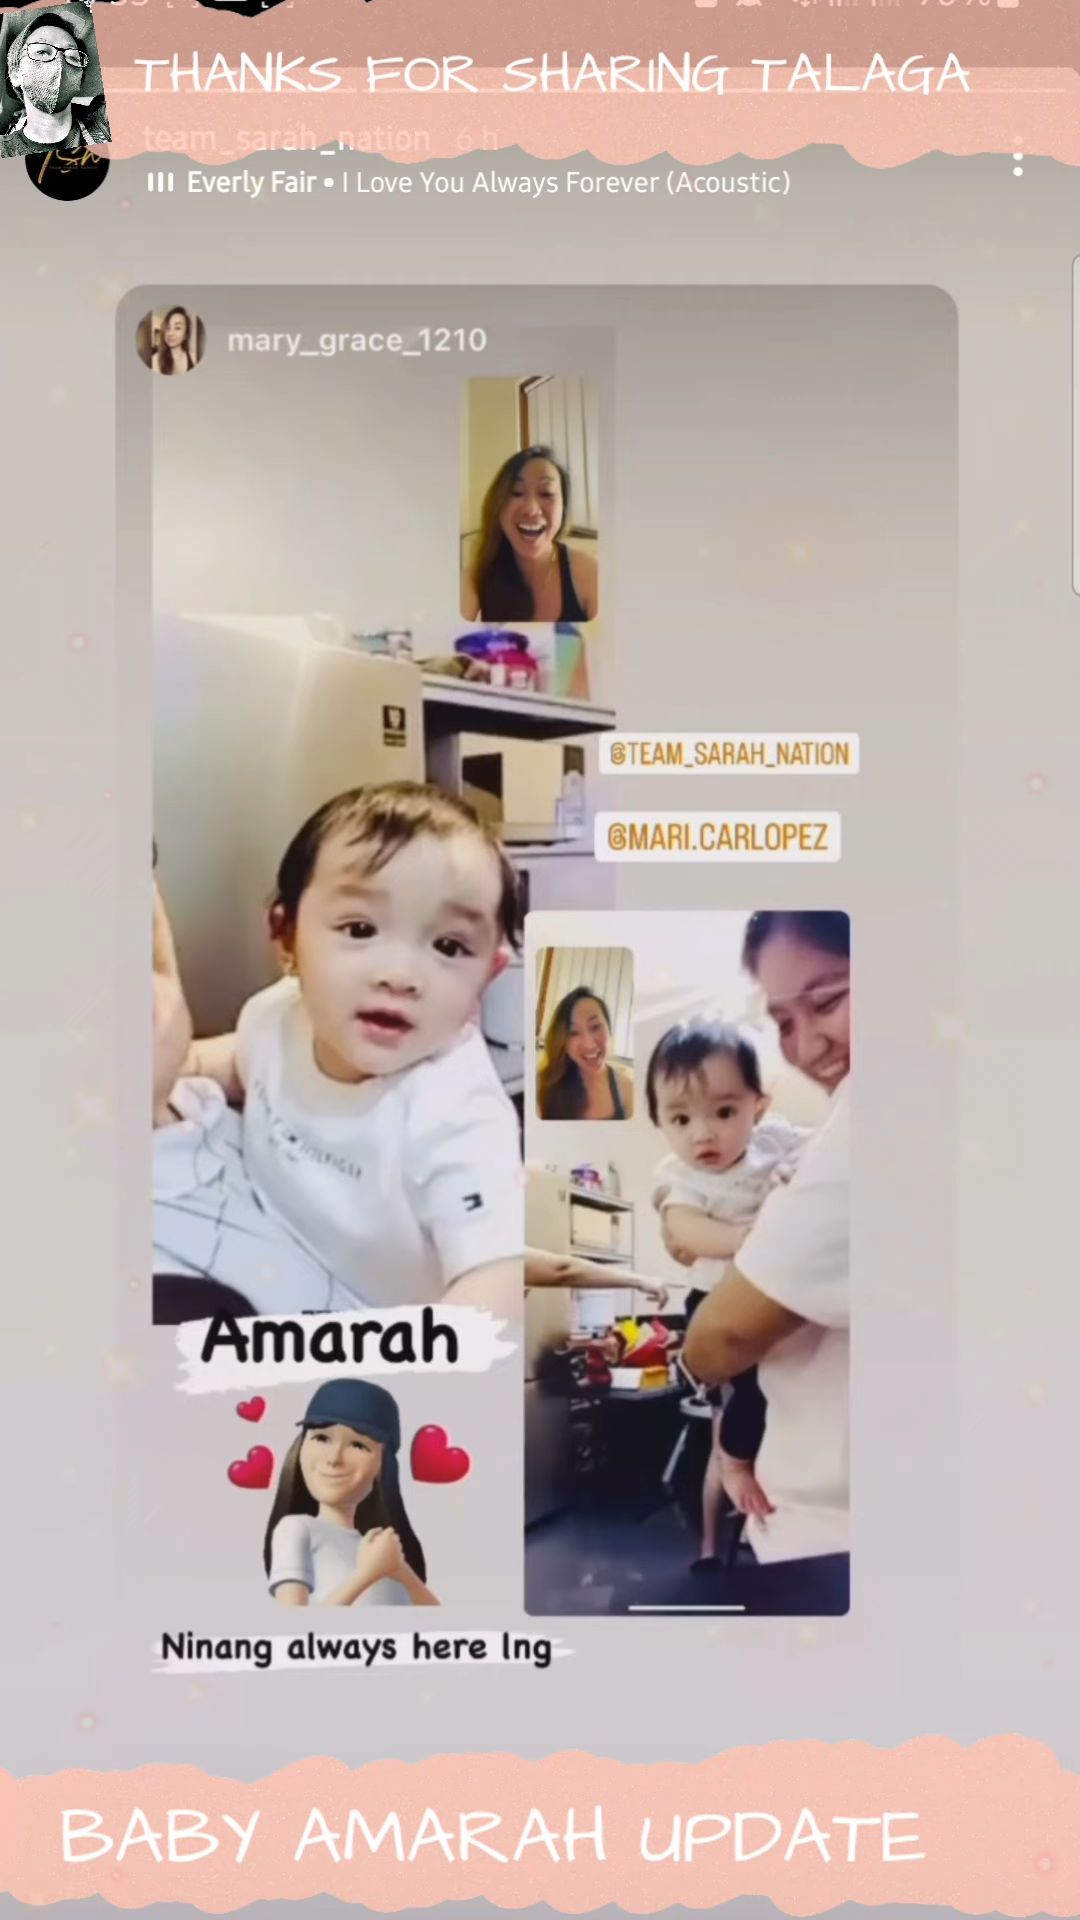 THANKS FOR SHARING TALAGA
team_sarah_nation 6 h
Everly Fair • I Love You Always Forever (Acoustic)
mary_grace_1210
@TEAM_SARAH_NATION
@MARI.CARLOPEZ
Amarah
Ninang always here lng
BABY AMARAH UPDATE